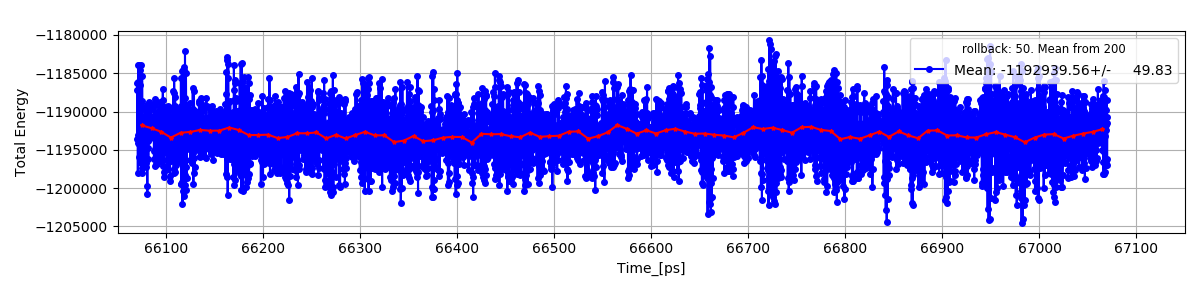 −1180000
−1185000
−1190000
−1195000
−1200000
−1205000
Total Energy
rollback: 50. Mean from 200
Mean: -1192939.56+/- 49.83
66100 66200 66300 66400 66500 66600 66700 66800 66900 67000 67100
Time_[ps]